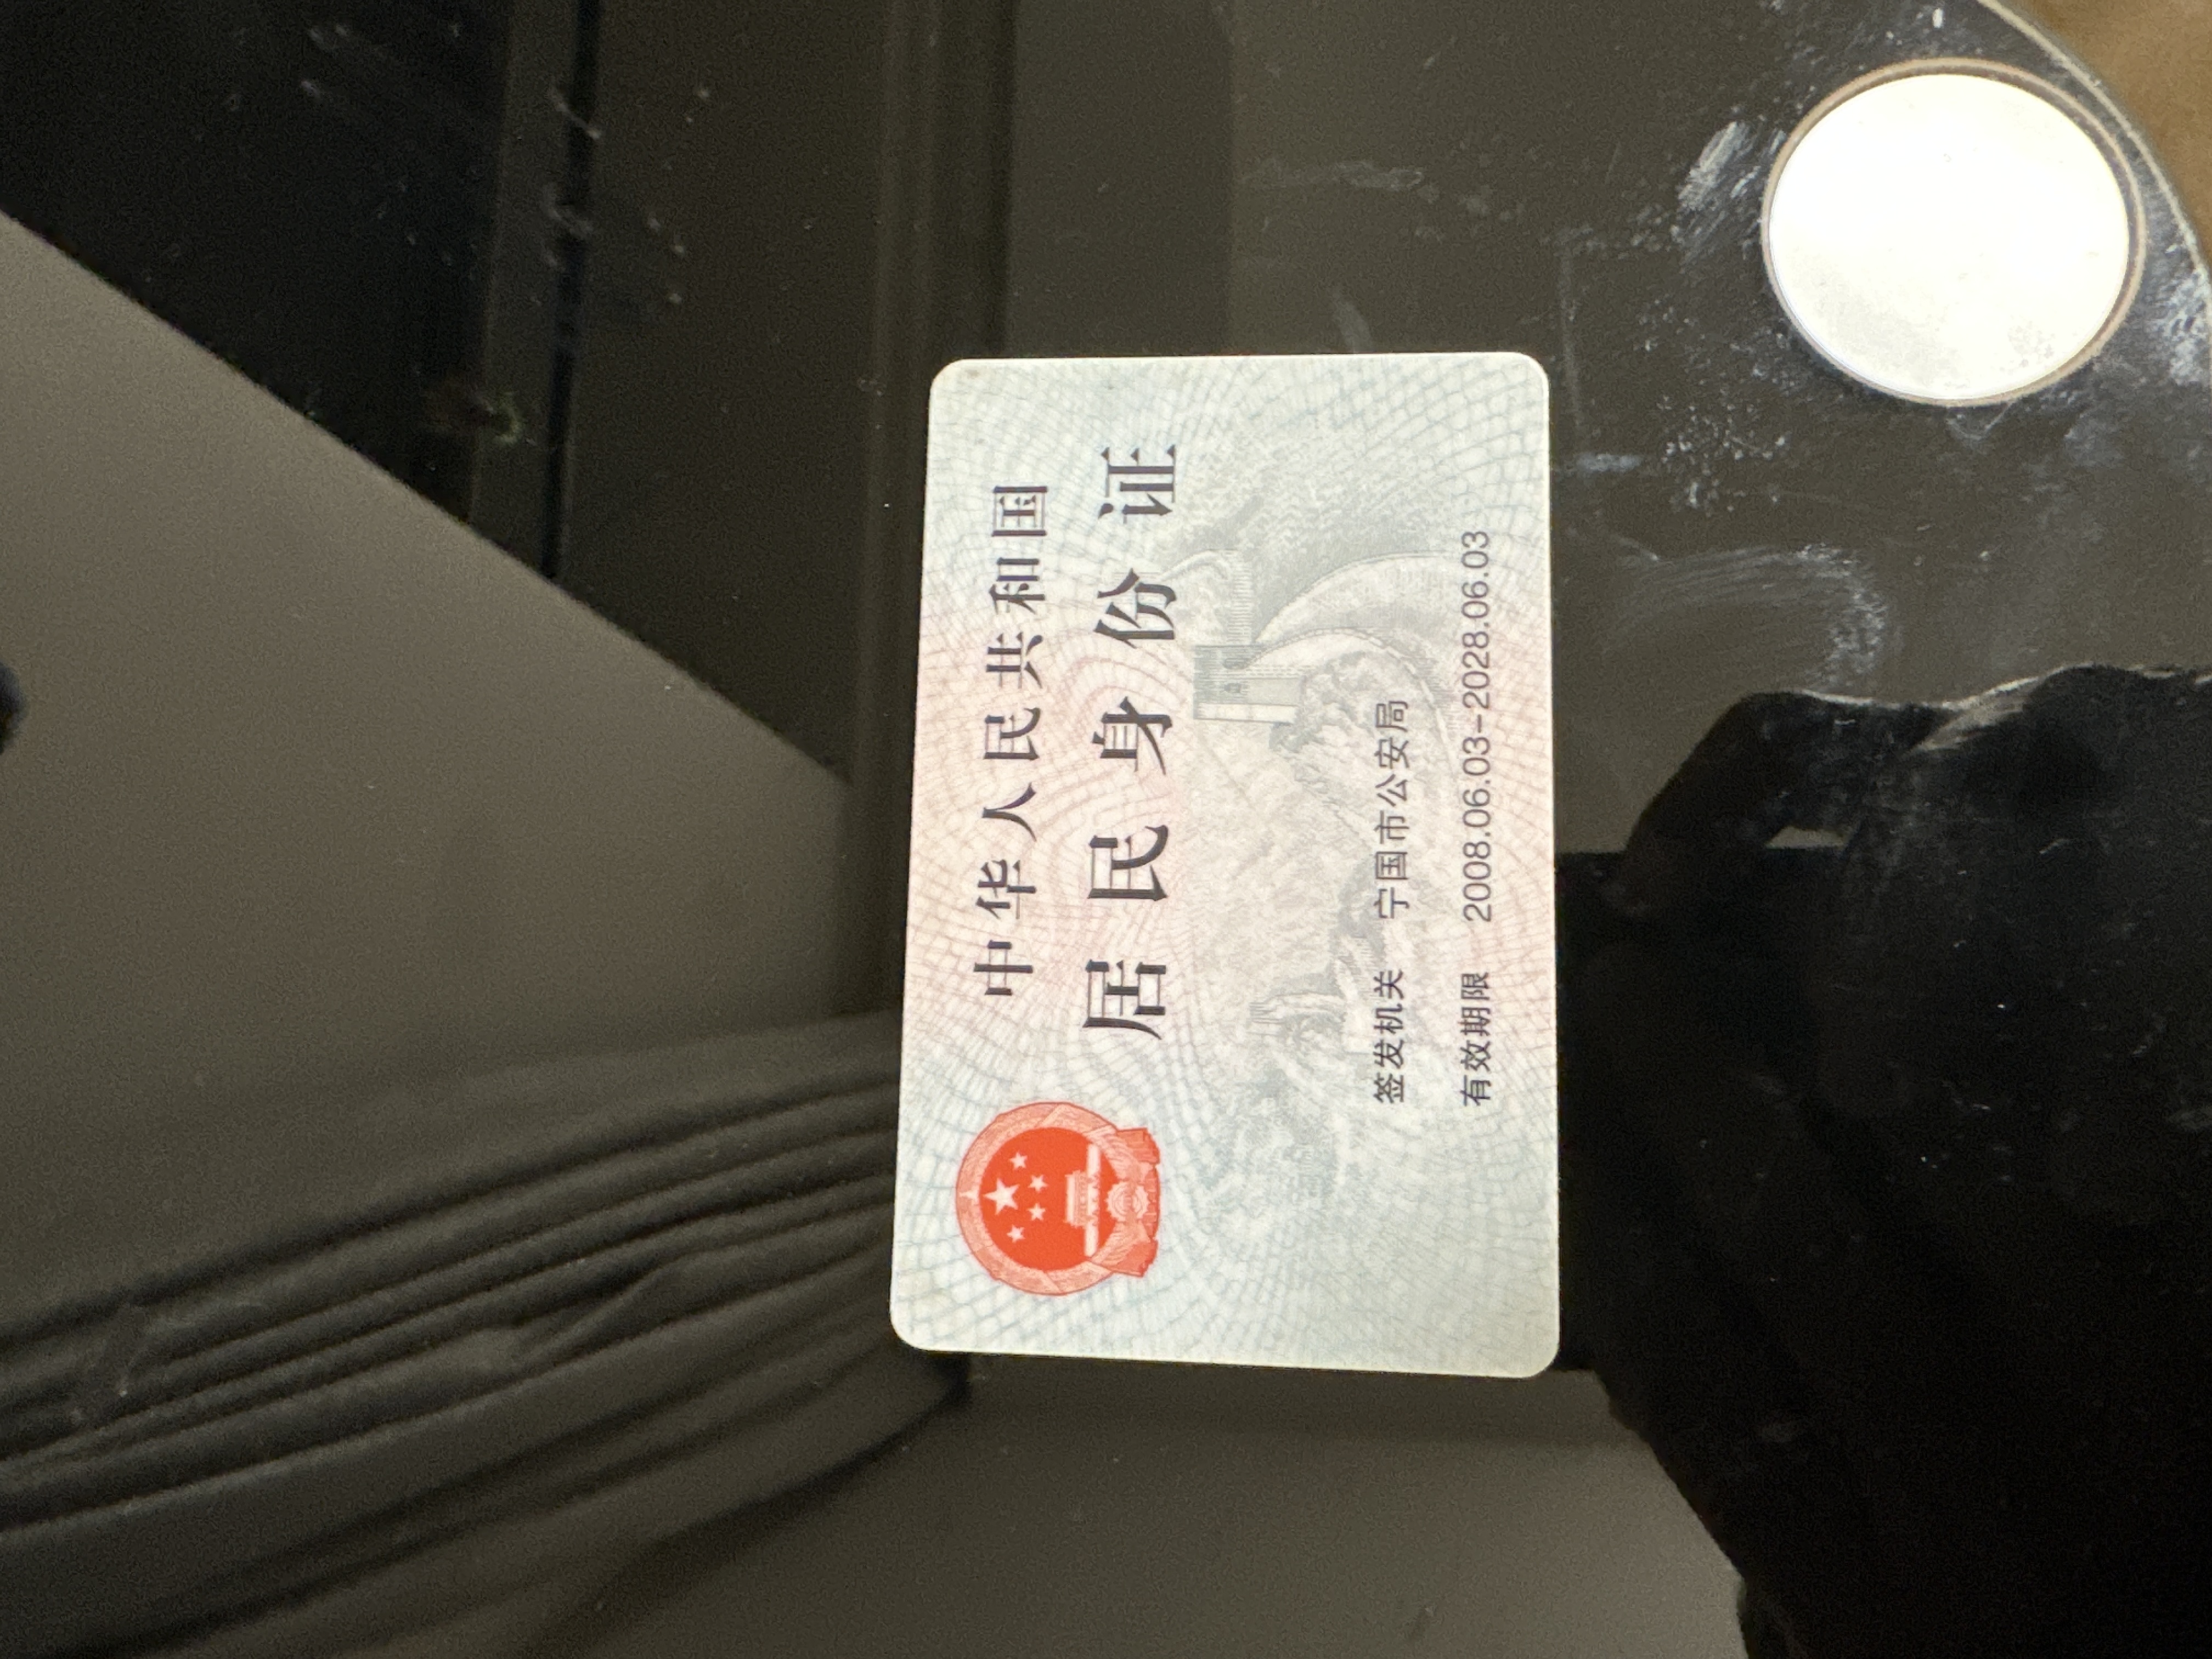 中华人民共和国
居民身份证
签发机关 宁国市公安局
有效期限 2008.06.03-2028.06.03